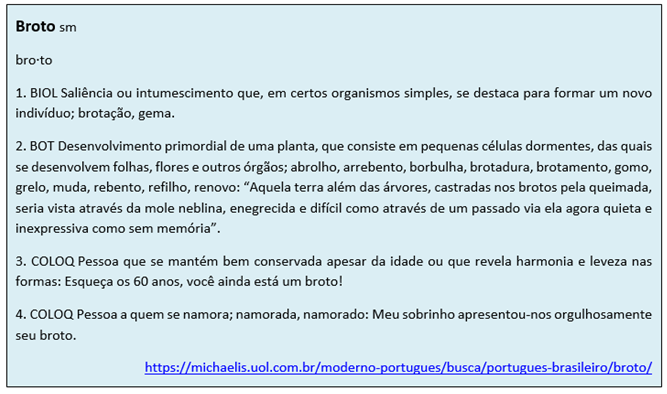 Broto sm
bro·to
1. BIOL Saliência ou intumescimento que, em certos organismos simples, se destaca para formar um novo
indivíduo; brotação, gema.
2. BOT Desenvolvimento primordial de uma planta, que consiste em pequenas células dormentes, das quais
se desenvolvem folhas, flores e outros órgãos; abrolho, arrebento, borbulha, brotadura, brotamento, gomo,
grelo, muda, rebento, refilho, renovo: “Aquela terra além das árvores, castradas nos brotos pela queimada,
seria vista através da mole neblina, enegrecida e difícil como através de um passado via ela agora quieta e
inexpressiva como sem memória”.
3. COLOQ Pessoa que se mantém bem conservada apesar da idade ou que revela harmonia e leveza nas
formas: Esqueça os 60 anos, você ainda está um broto!
4. COLOQ Pessoa a quem se namora; namorada, namorado: Meu sobrinho apresentou-nos orgulhosamente
seu broto.
https://michaelis.uol.com.br/moderno-portugues/busca/portugues-brasileiro/broto/